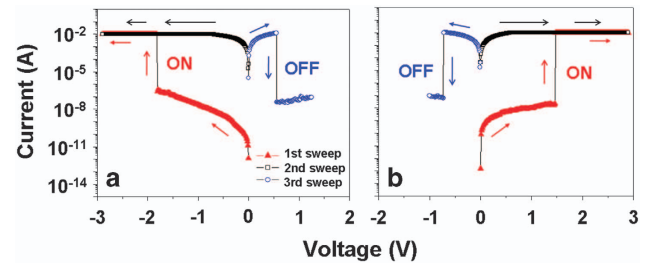 Current (A)
10⁻²
10⁻⁵
10⁻⁸
10⁻¹¹
10⁻¹⁴
ON
OFF
1st sweep
2nd sweep
3rd sweep
a
-3 -2 -1 0 1 2
OFF
ON
b
-2 -1 0 1 2 3
Voltage (V)